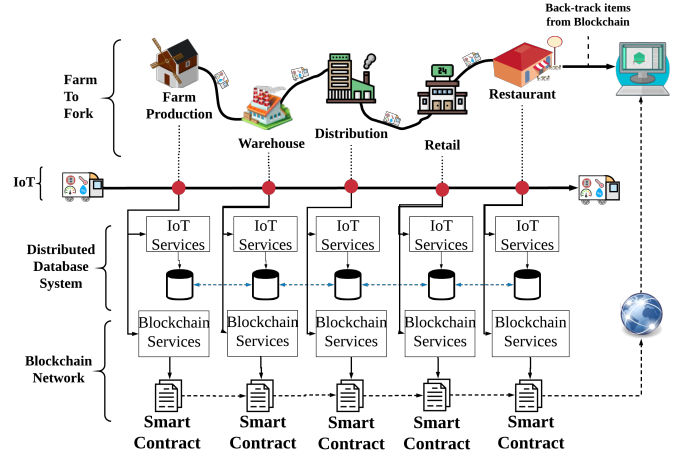 Back-track items
from Blockchain
Farm
To
Fork
Farm
Production
Warehouse
Distribution
24
Retail
Restaurant
IoT
Distributed
Database
System
IoT
Services
IoT
Services
IoT
Services
IoT
Services
IoT
Services
Blockchain
Network
Blockchain
Services
Blockchain
Services
Blockchain
Services
Blockchain
Services
Blockchain
Services
Smart
Contract
Smart
Contract
Smart
Contract
Smart
Contract
Smart
Contract